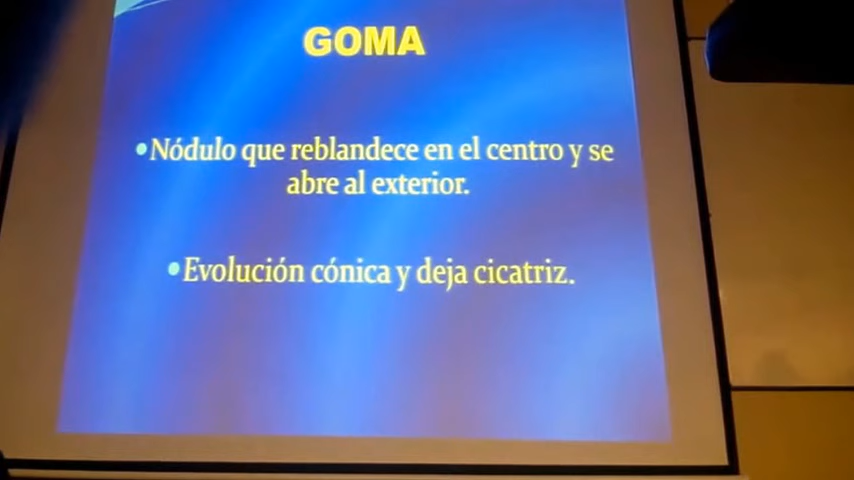 GOMA
•Nódulo que reblandece en el centro y se
abre al exterior.
•Evolución cónica y deja cicatriz.